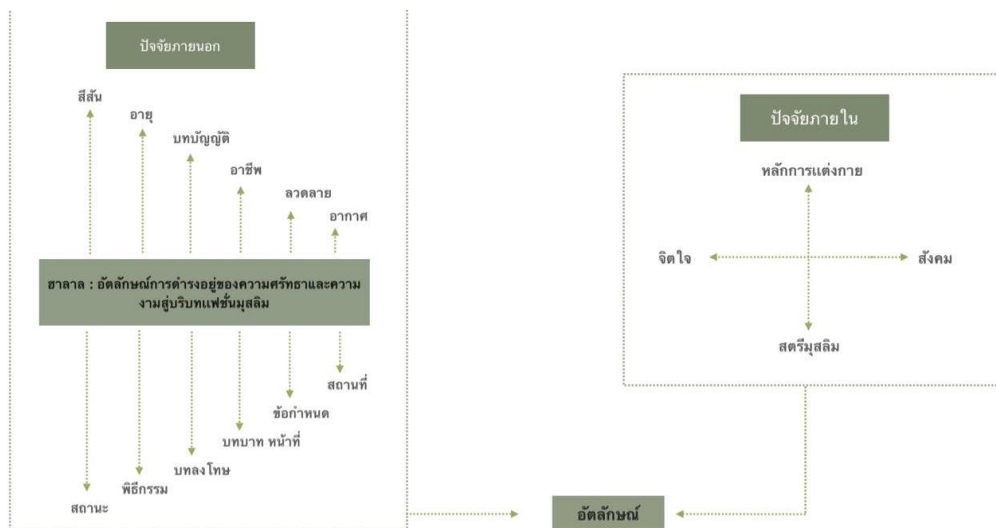 ปัจจัยภายนอก
สีสัน
อายุ
บทบัญญัติ
อาชีพ
ลวดลาย
อากาศ
ฮาลาล : อัตลักษณ์การดำรงอยู่ของความศรัทธาและความ
งามสู่บริบทแฟชั่นมุสลิม
สถานที่
ข้อกำหนด
บทบาท หน้าที่
บทลงโทษ
พิธีกรรม
สถานะ
ปัจจัยภายใน
หลักการแต่งกาย
จิตใจ
สังคม
สตรีมุสลิม
อัตลักษณ์